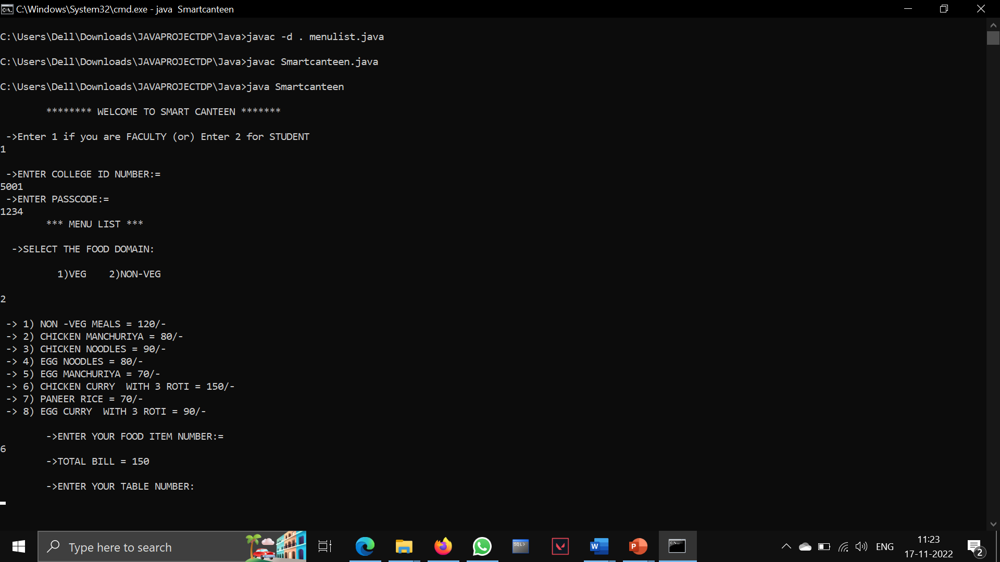 C:\Windows\System32\cmd.exe - java  Smartcanteen
C:\Users\Dell\Downloads\JAVAPROJECTDP\Java>javac -d . menulist.java
C:\Users\Dell\Downloads\JAVAPROJECTDP\Java>javac Smartcanteen.java
C:\Users\Dell\Downloads\JAVAPROJECTDP\Java>java Smartcanteen
******** WELCOME TO SMART CANTEEN *******
->Enter 1 if you are FACULTY (or) Enter 2 for STUDENT
1
->ENTER COLLEGE ID NUMBER:=
5001
->ENTER PASSCODE:=
1234
*** MENU LIST ***
->SELECT THE FOOD DOMAIN:
1)VEG    2)NON-VEG
2
-> 1) NON -VEG MEALS = 120/-
-> 2) CHICKEN MANCHURIYA = 80/-
-> 3) CHICKEN NOODLES = 90/-
-> 4) EGG NOODLES = 80/-
-> 5) EGG MANCHURIYA = 70/-
-> 6) CHICKEN CURRY  WITH 3 ROTI = 150/-
-> 7) PANEER RICE = 70/-
-> 8) EGG CURRY  WITH 3 ROTI = 90/-
->ENTER YOUR FOOD ITEM NUMBER:=
6
->TOTAL BILL = 150
->ENTER YOUR TABLE NUMBER:
Type here to search
SQL>
W
P
C:\.
ENG
11:23
17-11-2022
2